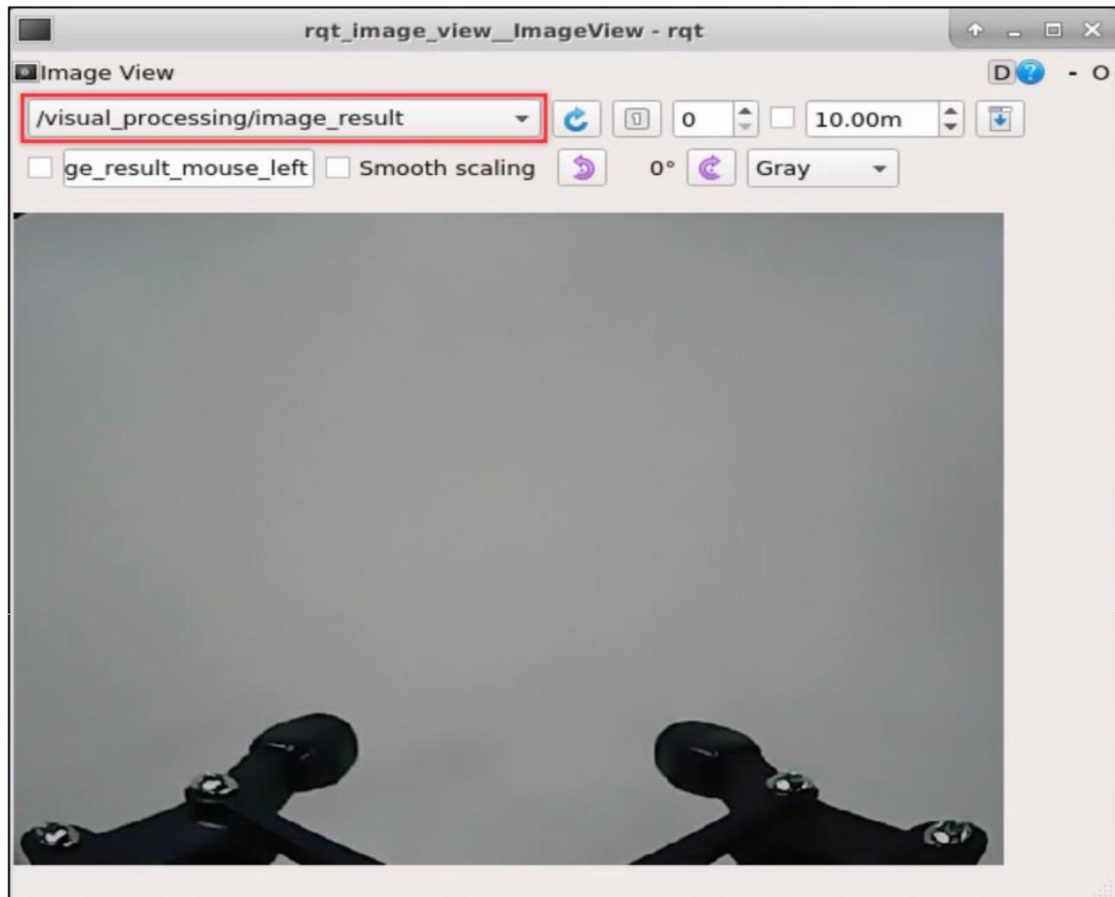 rqt_image_view__ImageView - rqt
Image View
D ? - O
/visual_processing/image_result 0 10.00m
ge_result_mouse_left Smooth scaling 0° Gray